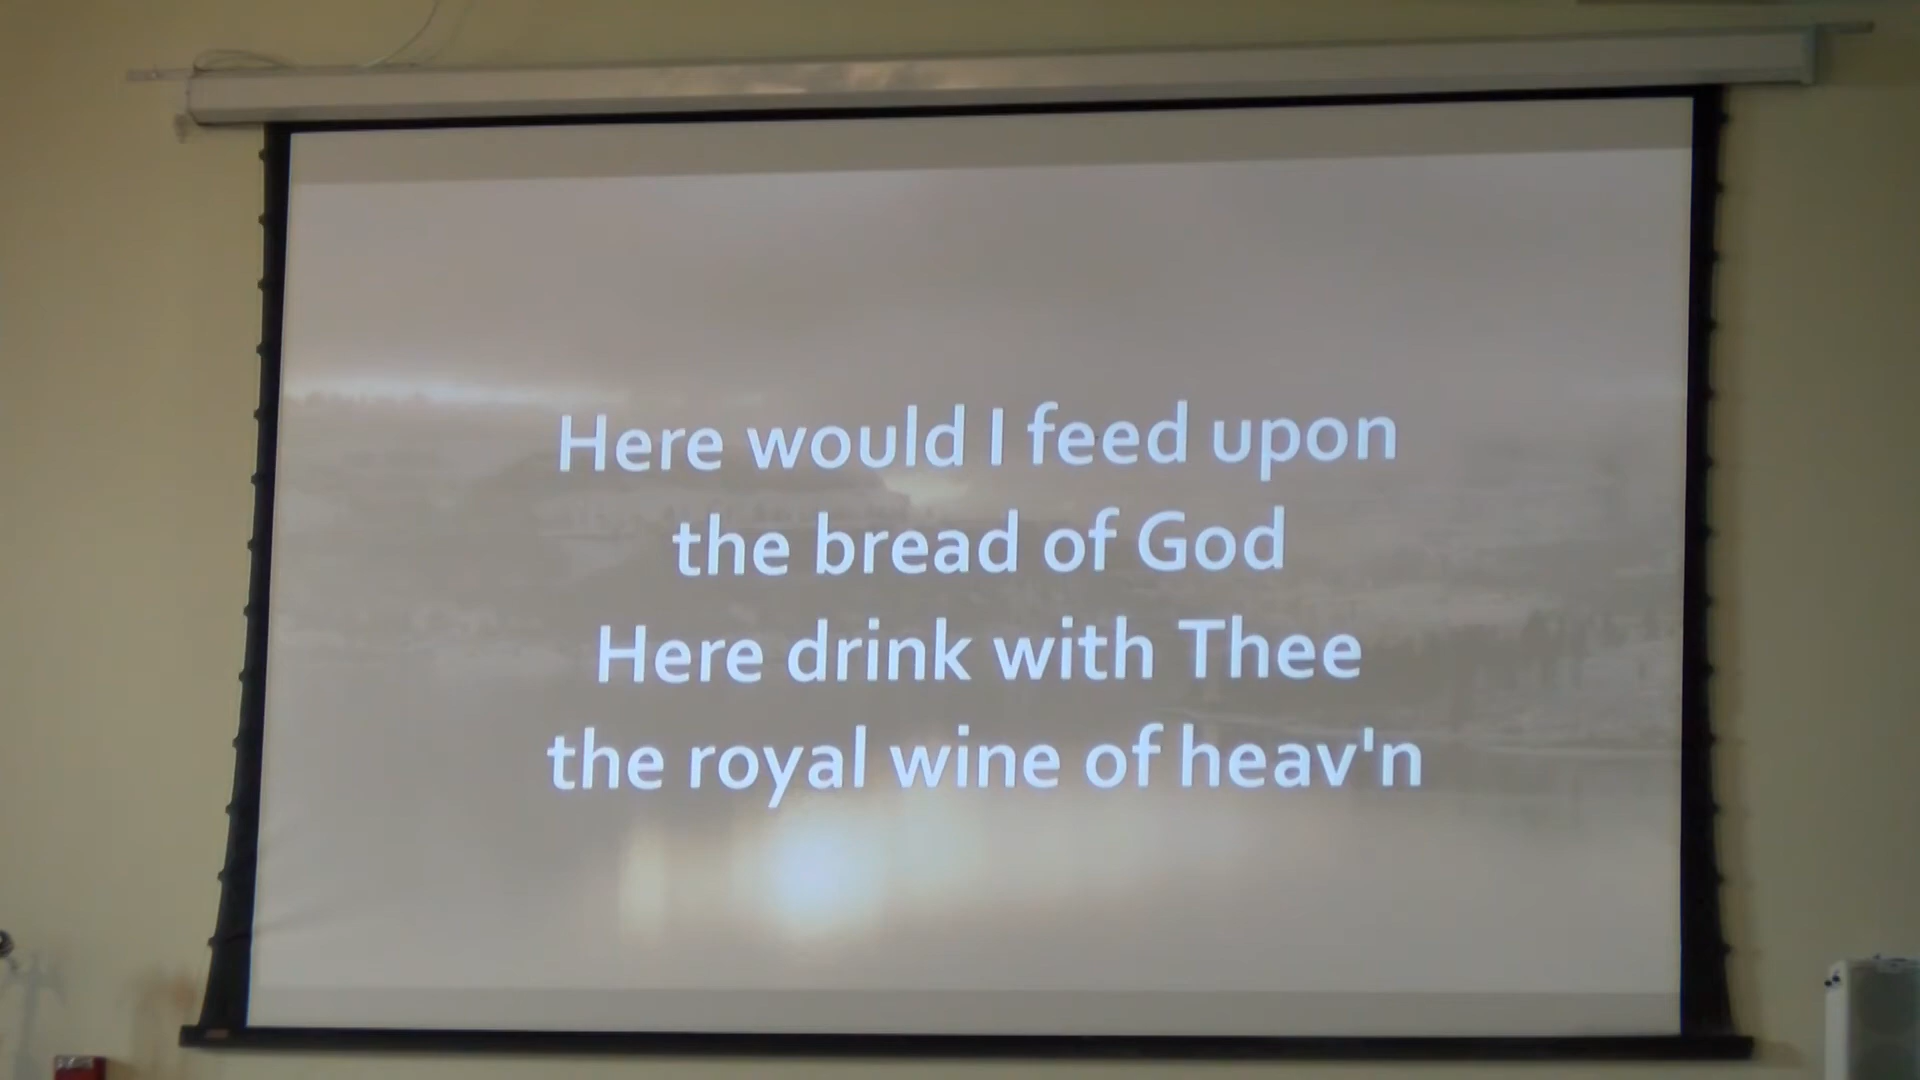 Here would I feed upon
the bread of God
Here drink with Thee
the royal wine of heav'n